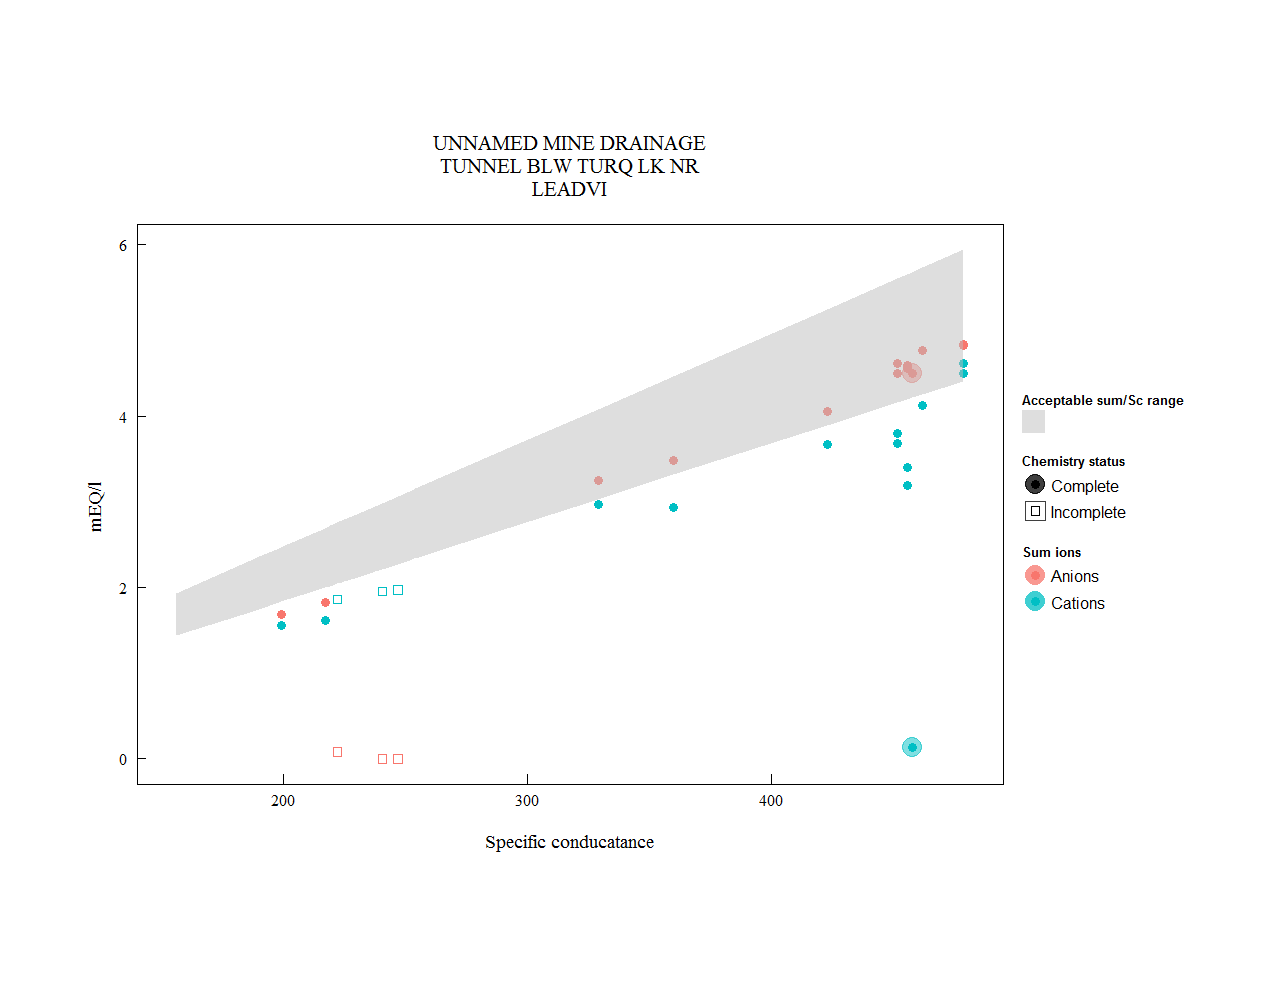 UNNAMED MINE DRAINAGE
TUNNEL BLW TURQ LK NR
LEADVI
6
4
2
0
mEQ/l
200
300
400
Specific conducatance
Acceptable sum/Sc range
Chemistry status
Complete
Incomplete
Sum ions
Anions
Cations